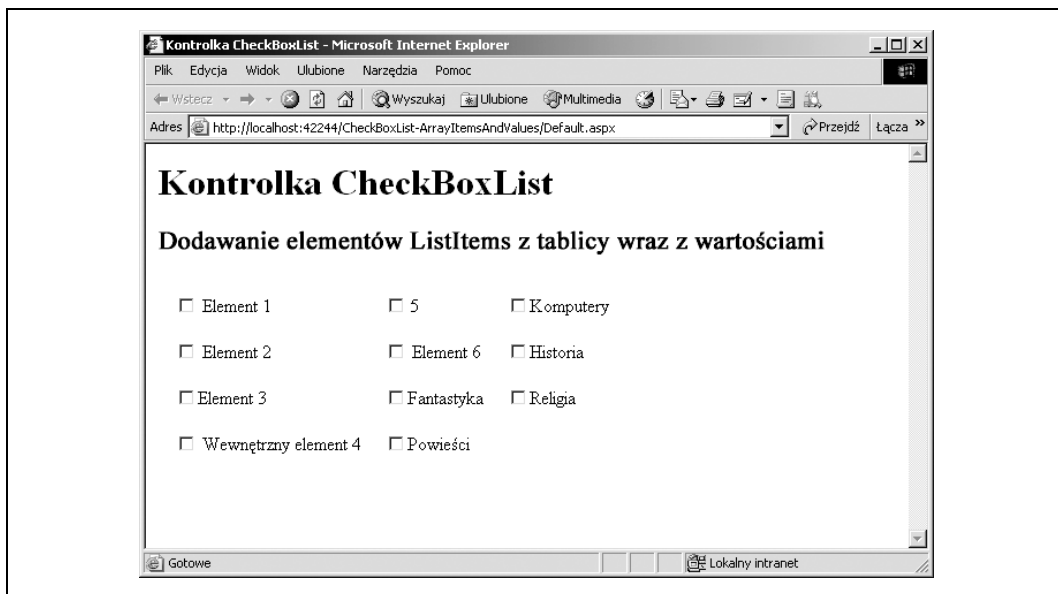 Kontrolka CheckBoxList - Microsoft Internet Explorer
Plik Edycja Widok Ulubione Narzędzia Pomoc
Wstecz Wyszukaj Ulubione Multimedia
Adres http://localhost:42244/CheckBoxList-ArrayItemsAndValues/Default.aspx Przejdź Łącza »
Kontrolka CheckBoxList
Dodawanie elementów ListItems z tablicy wraz z wartościami
Element 1 5 Komputery
Element 2 Element 6 Historia
Element 3 Fantastyka Religia
Wewnętrzny element 4 Powieści
Gotowe Lokalny intranet